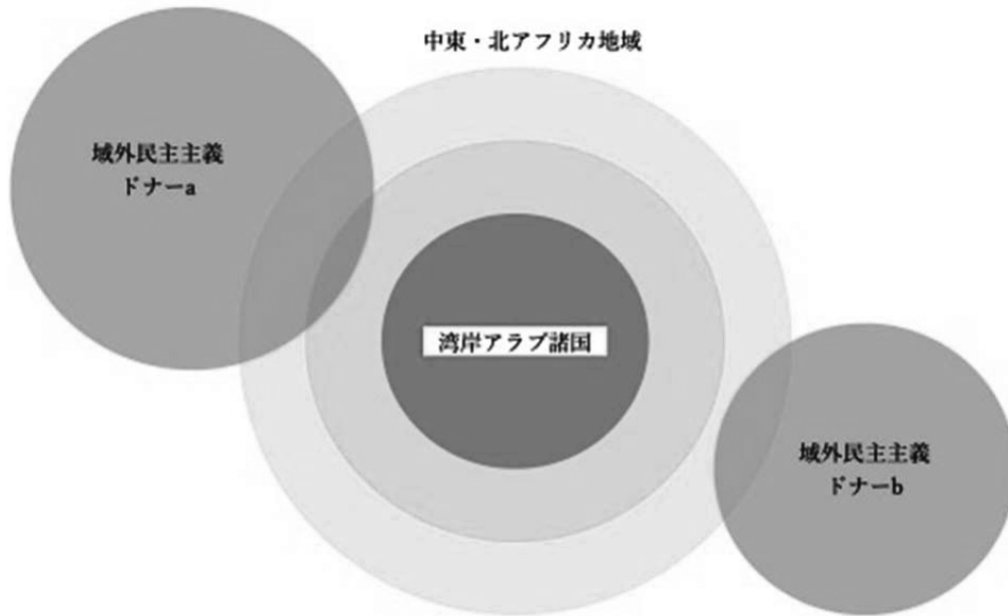 中東・北アフリカ地域
域外民主主義
ドナーa
湾岸アラブ諸国
域外民主主義
ドナーb